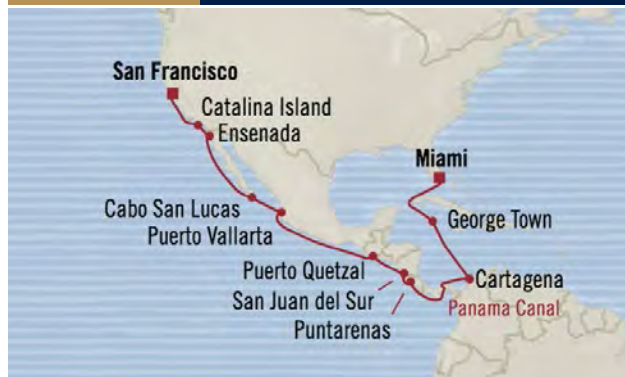 San Francisco
Catalina Island
Ensenada
Miami
Cabo San Lucas
George Town
Puerto Vallarta
Puerto Quetzal
Cartagena
San Juan del Sur
Panama Canal
Puntarenas